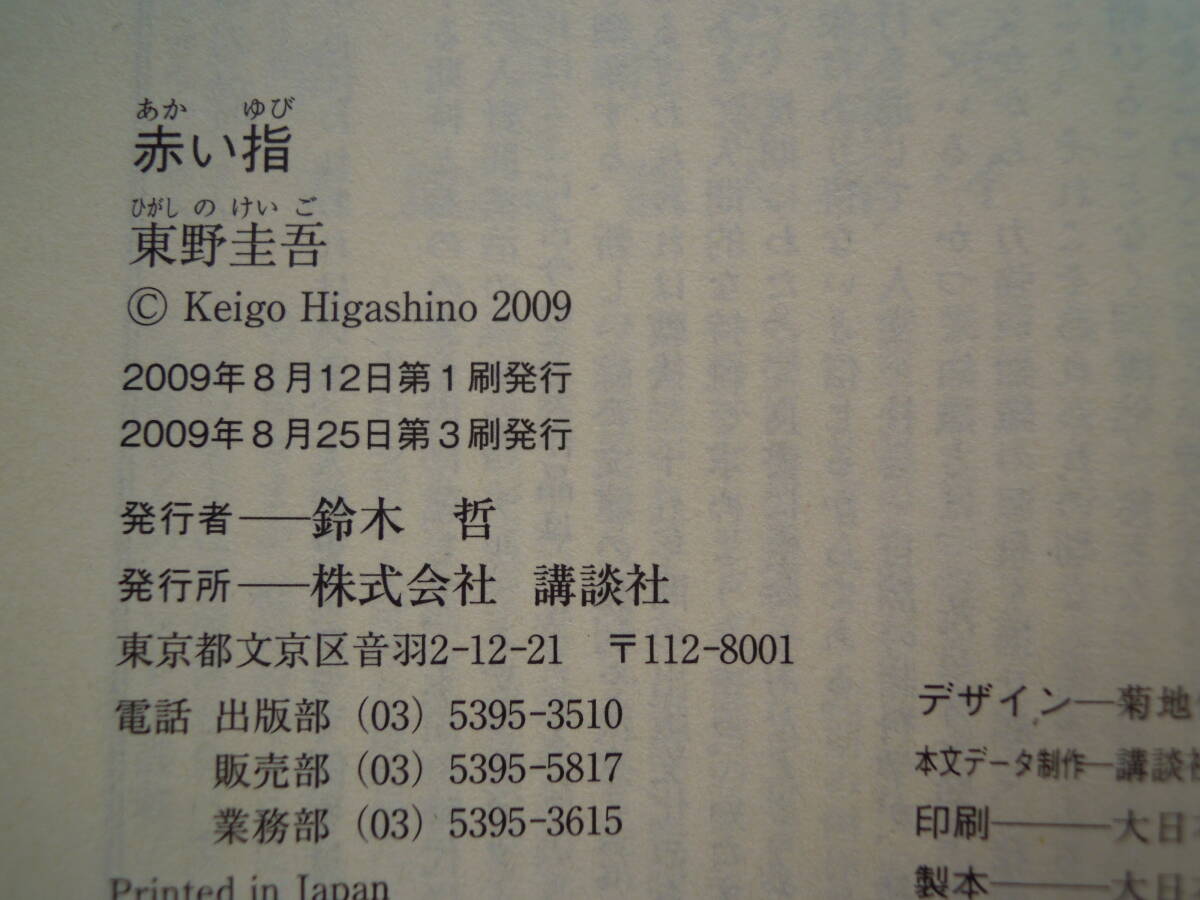 あか ゆび
赤い指
ひがし の けい ご
東野圭吾
© Keigo Higashino 2009
2009年8月12日第1刷発行
2009年8月25日第3刷発行
発行者――鈴木 哲
発行所――株式会社 講談社
東京都文京区音羽2-12-21 〒112-8001
電話 出版部 (03) 5395-3510
販売部 (03) 5395-5817
業務部 (03) 5395-3615
Printed in Japan
デザイン―菊地
本文データ制作―講談社
印刷――――大日
製本――――大日